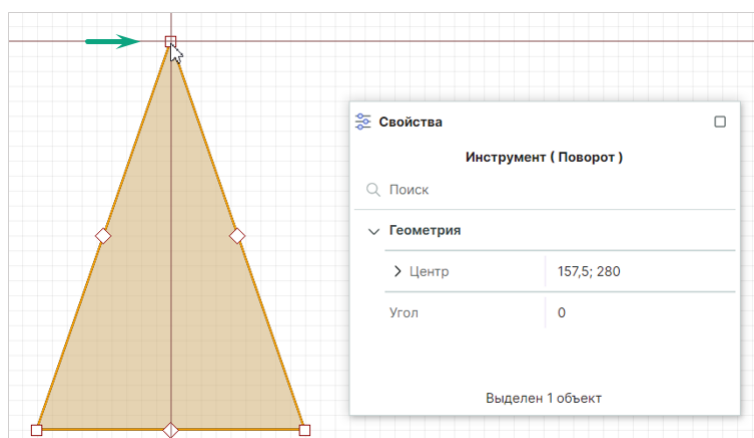 Свойства
Инструмент ( Поворот )
Поиск
Геометрия
Центр 157,5; 280
Угол 0
Выделен 1 объект